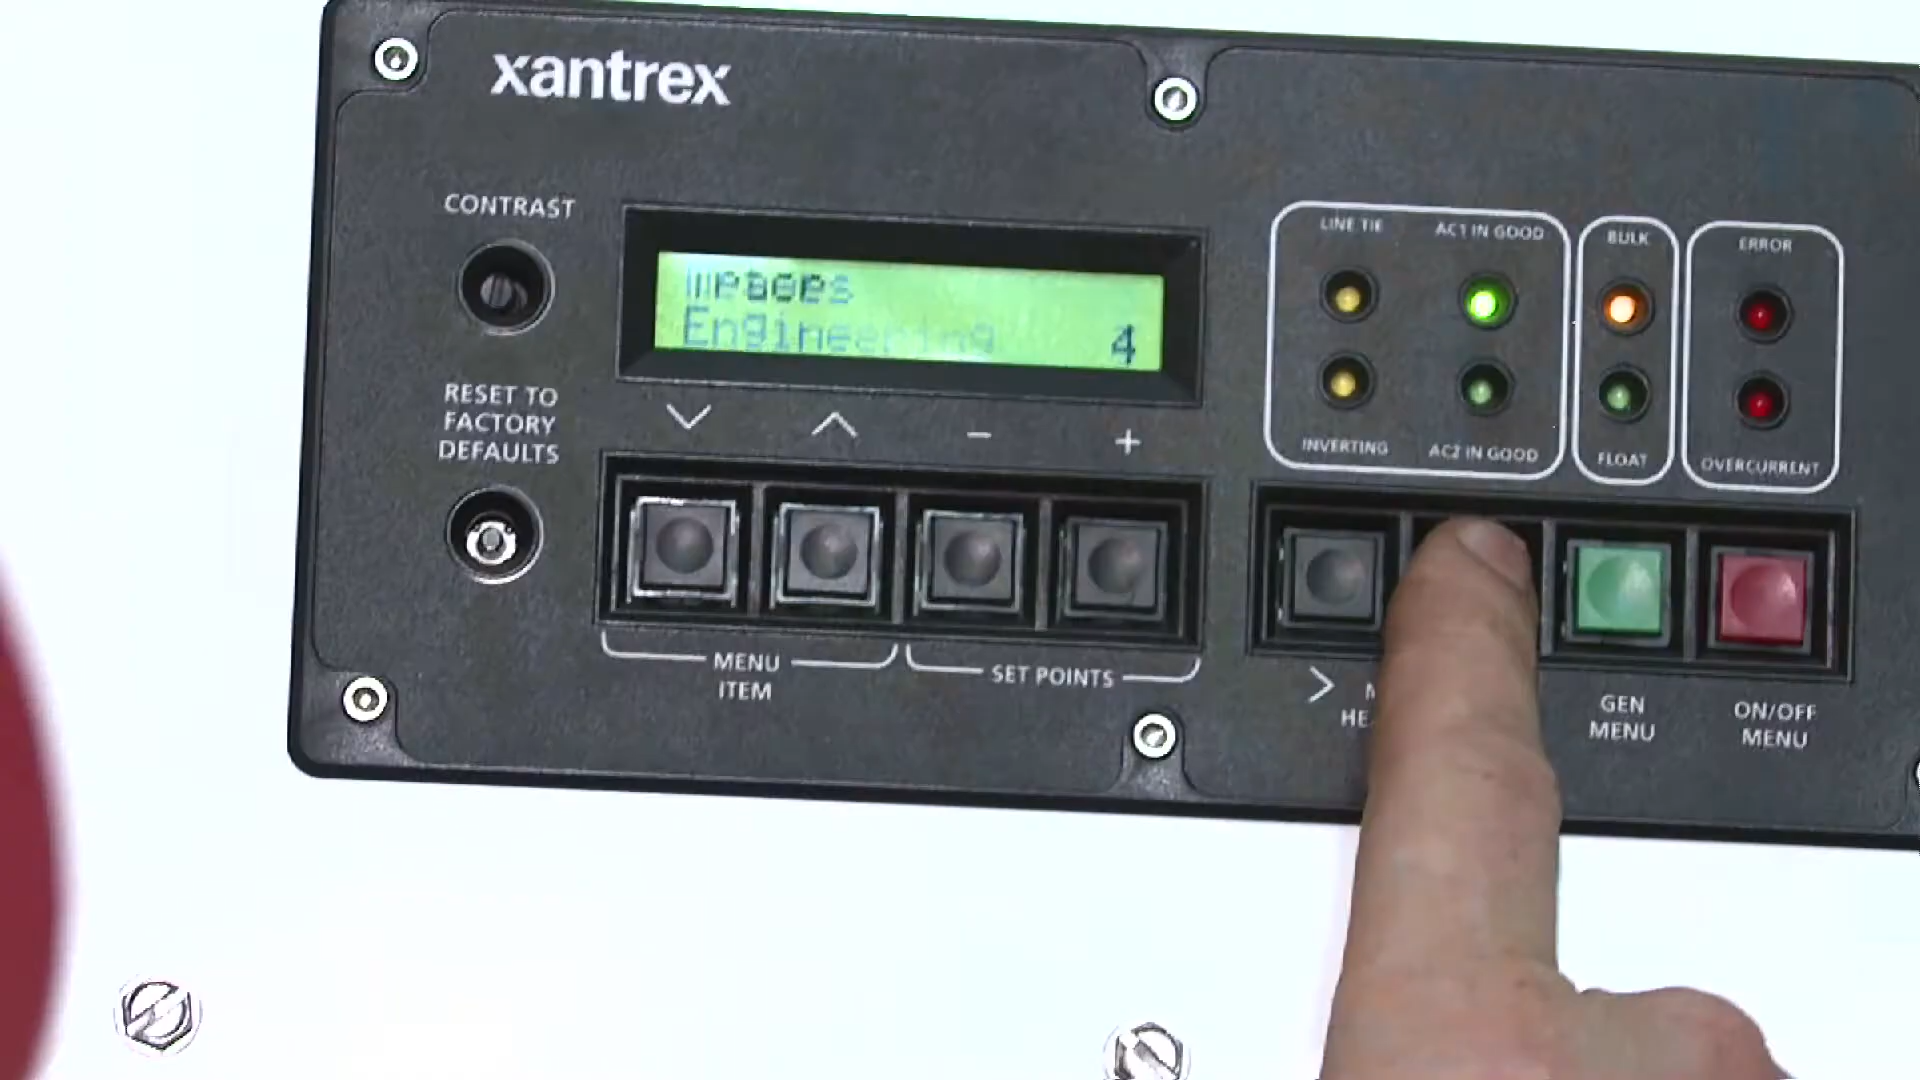 xantrex
CONTRAST
RESET TO
FACTORY
DEFAULTS
Engineering 4
MENU
ITEM
SET POINTS
LINE TIE
AC1 IN GOOD
BULK
ERROR
INVERTING
AC2 IN GOOD
FLOAT
OVERCURRENT
GEN
MENU
ON/OFF
MENU